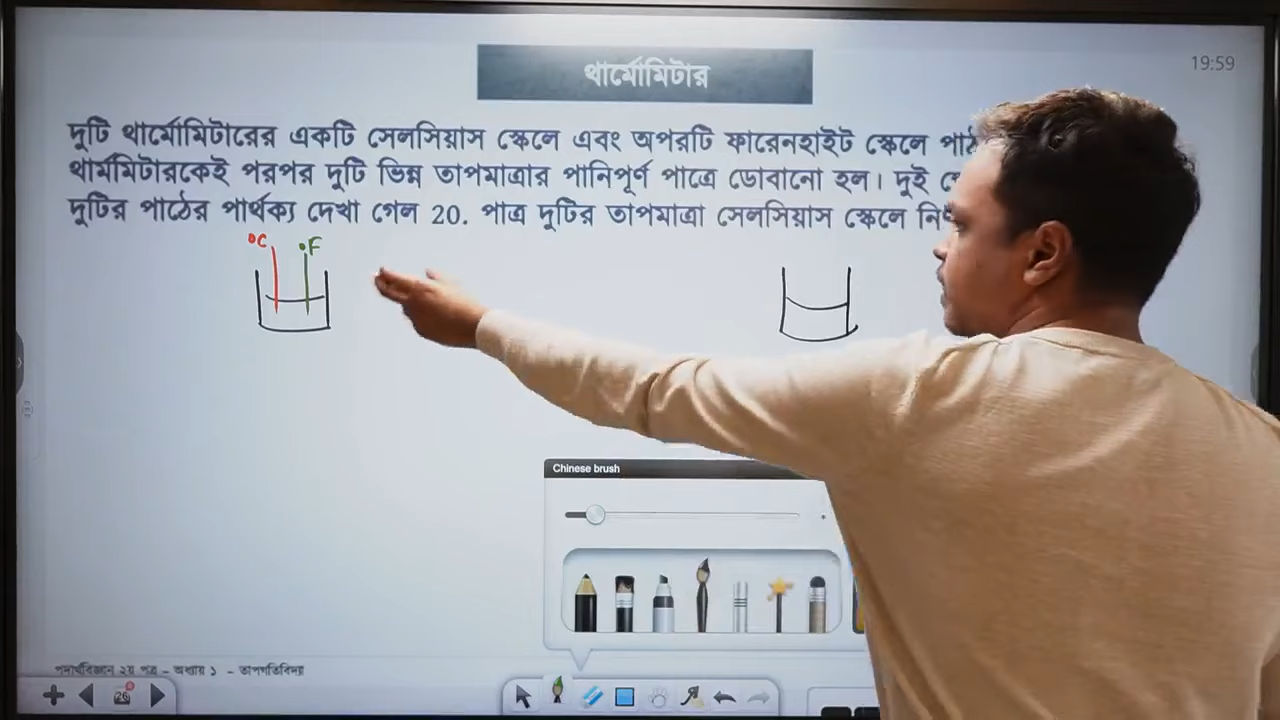 থার্মোমিটার
19:59
দুটি থার্মোমিটারের একটি সেলসিয়াস স্কেলে এবং অপরটি ফারেনহাইট স্কেলে
থার্মমিটারকেই পরপর দুটি ভিন্ন তাপমাত্রার পানিপূর্ণ পাত্রে ডোবানো হল। দুই
দুটির পাঠের পার্থক্য দেখা গেল 20. পাত্র দুটির তাপমাত্রা সেলসিয়াস স্কেলে
°C °F
Chinese brush
পদার্থবিজ্ঞান ২য় পত্র – অধ্যায় ১ – তাপগতিবিদ্যা
26